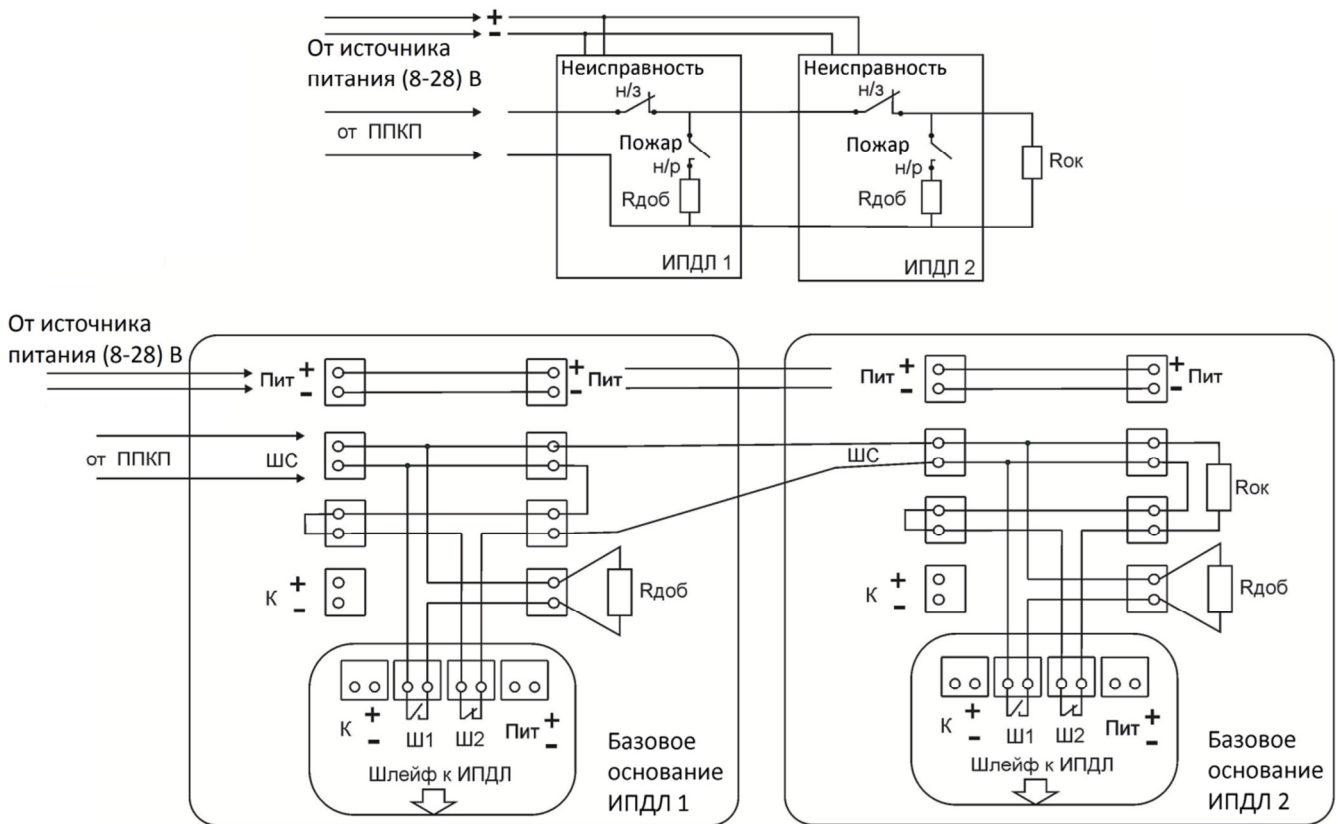 +
-
От источника
питания (8-28) В
от ППКП
Неисправность
н/з
Пожар
н/р
Rдоб
ИПДЛ 1
Неисправность
н/з
Пожар
н/р
Rдоб
ИПДЛ 2
Rок
От источника
питания (8-28) В
от ППКП
Пит + -
+ - Пит
ШС
К + -
Rдоб
К + -
Ш1
Ш2
Пит + -
Шлейф к ИПДЛ
Базовое
основание
ИПДЛ 1
Пит + -
+ - Пит
ШС
Rок
К + -
Rдоб
К + -
Ш1
Ш2
Пит + -
Шлейф к ИПДЛ
Базовое
основание
ИПДЛ 2